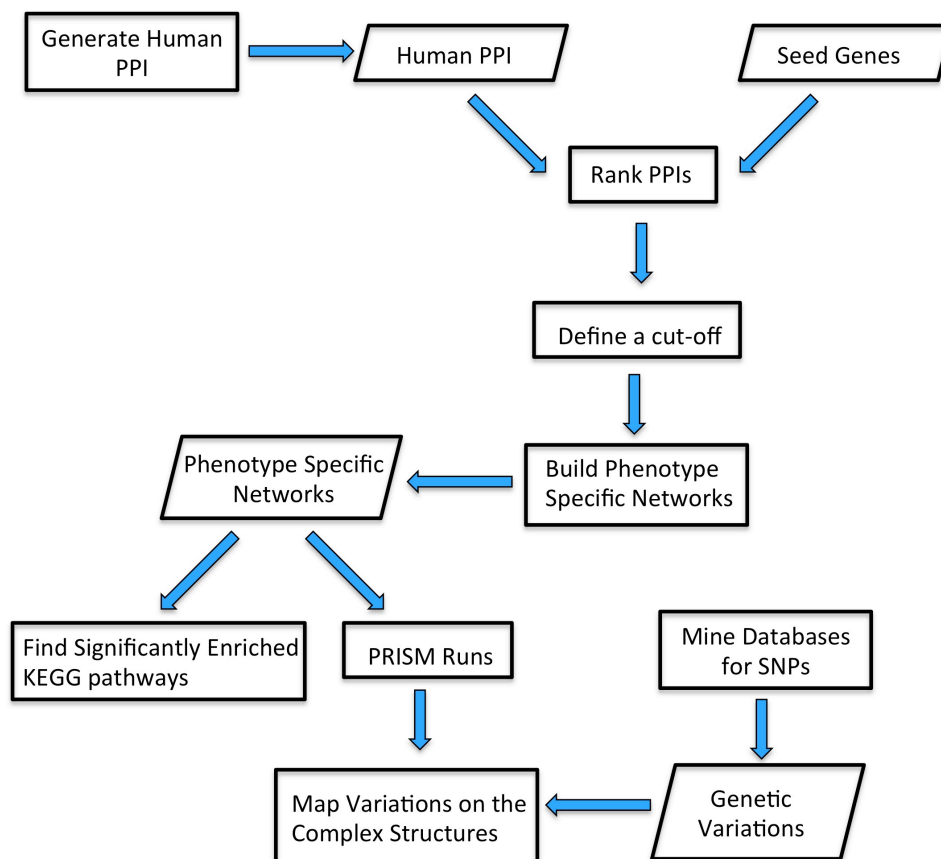 Generate Human
PPI
Human PPI
Seed Genes
Rank PPIs
Define a cut-off
Build Phenotype
Specific Networks
Phenotype Specific
Networks
Find Significantly Enriched
KEGG pathways
PRISM Runs
Mine Databases
for SNPs
Map Variations on the
Complex Structures
Genetic
Variations